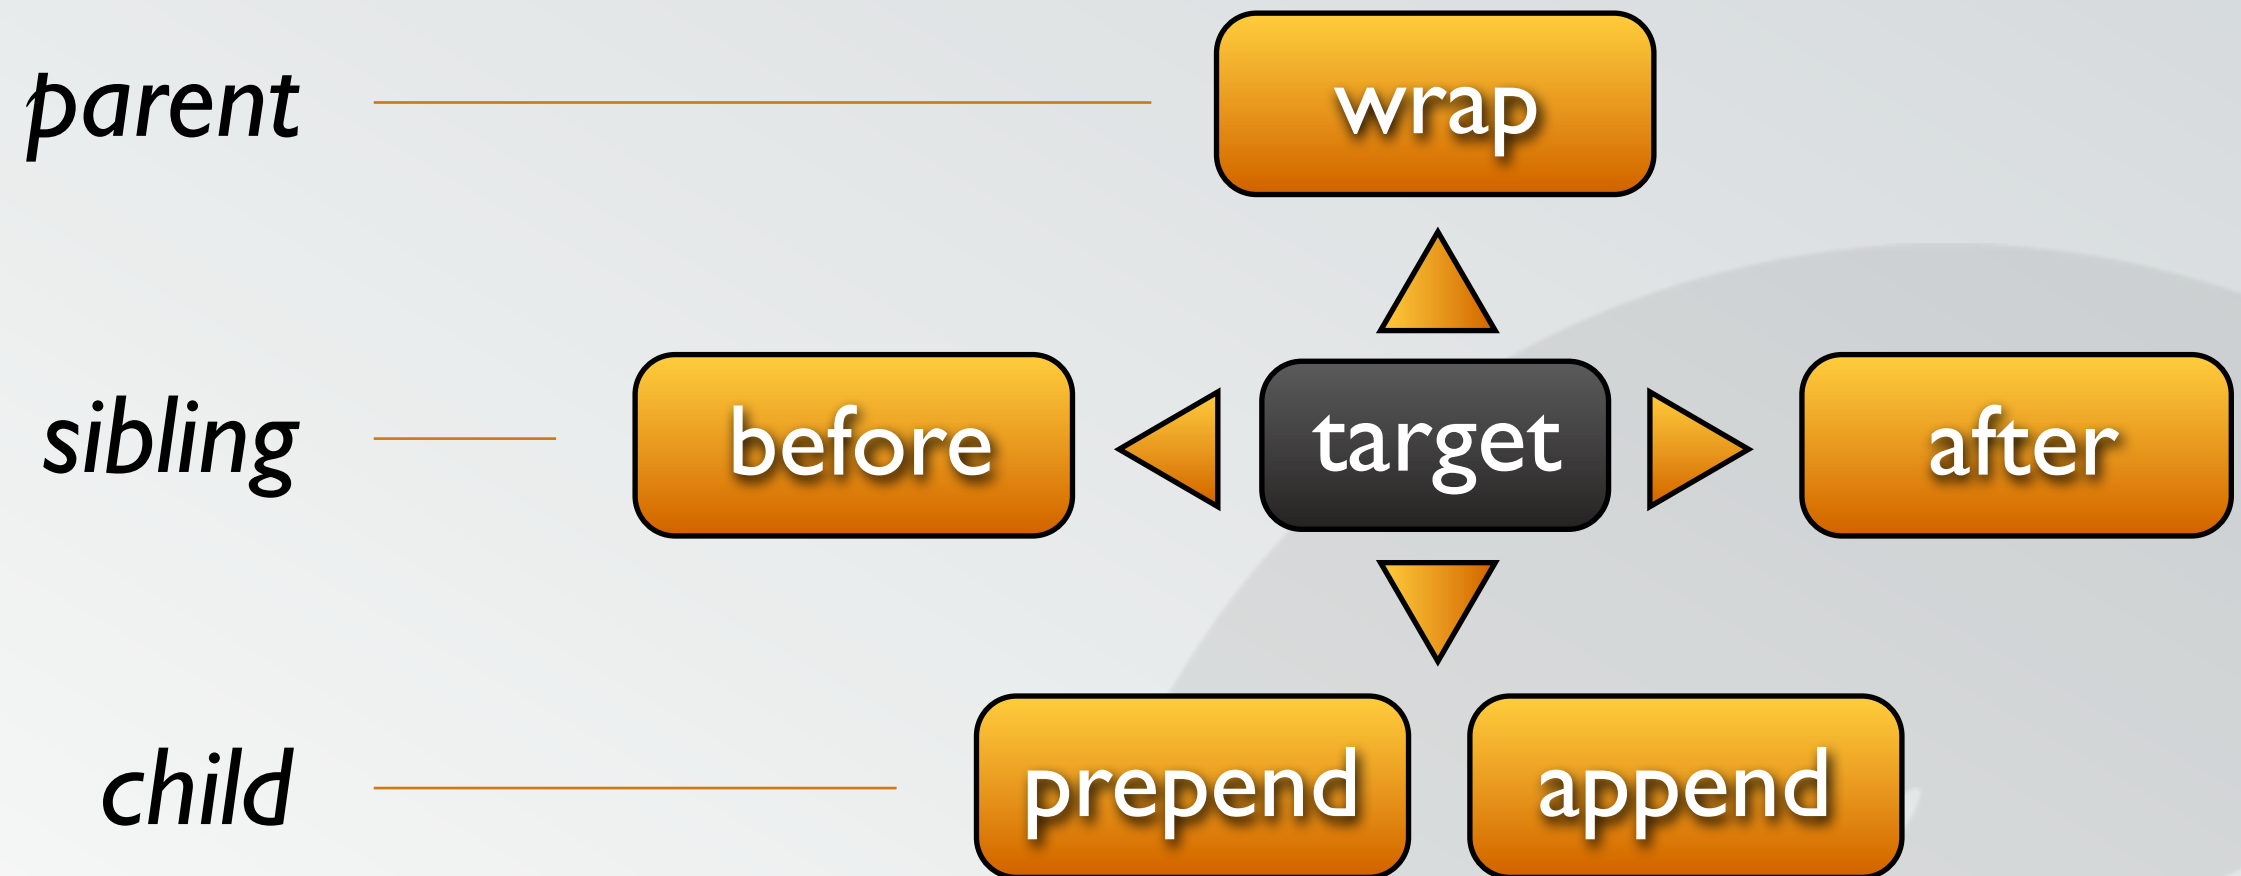 parent wrap
sibling before target after
child prepend append